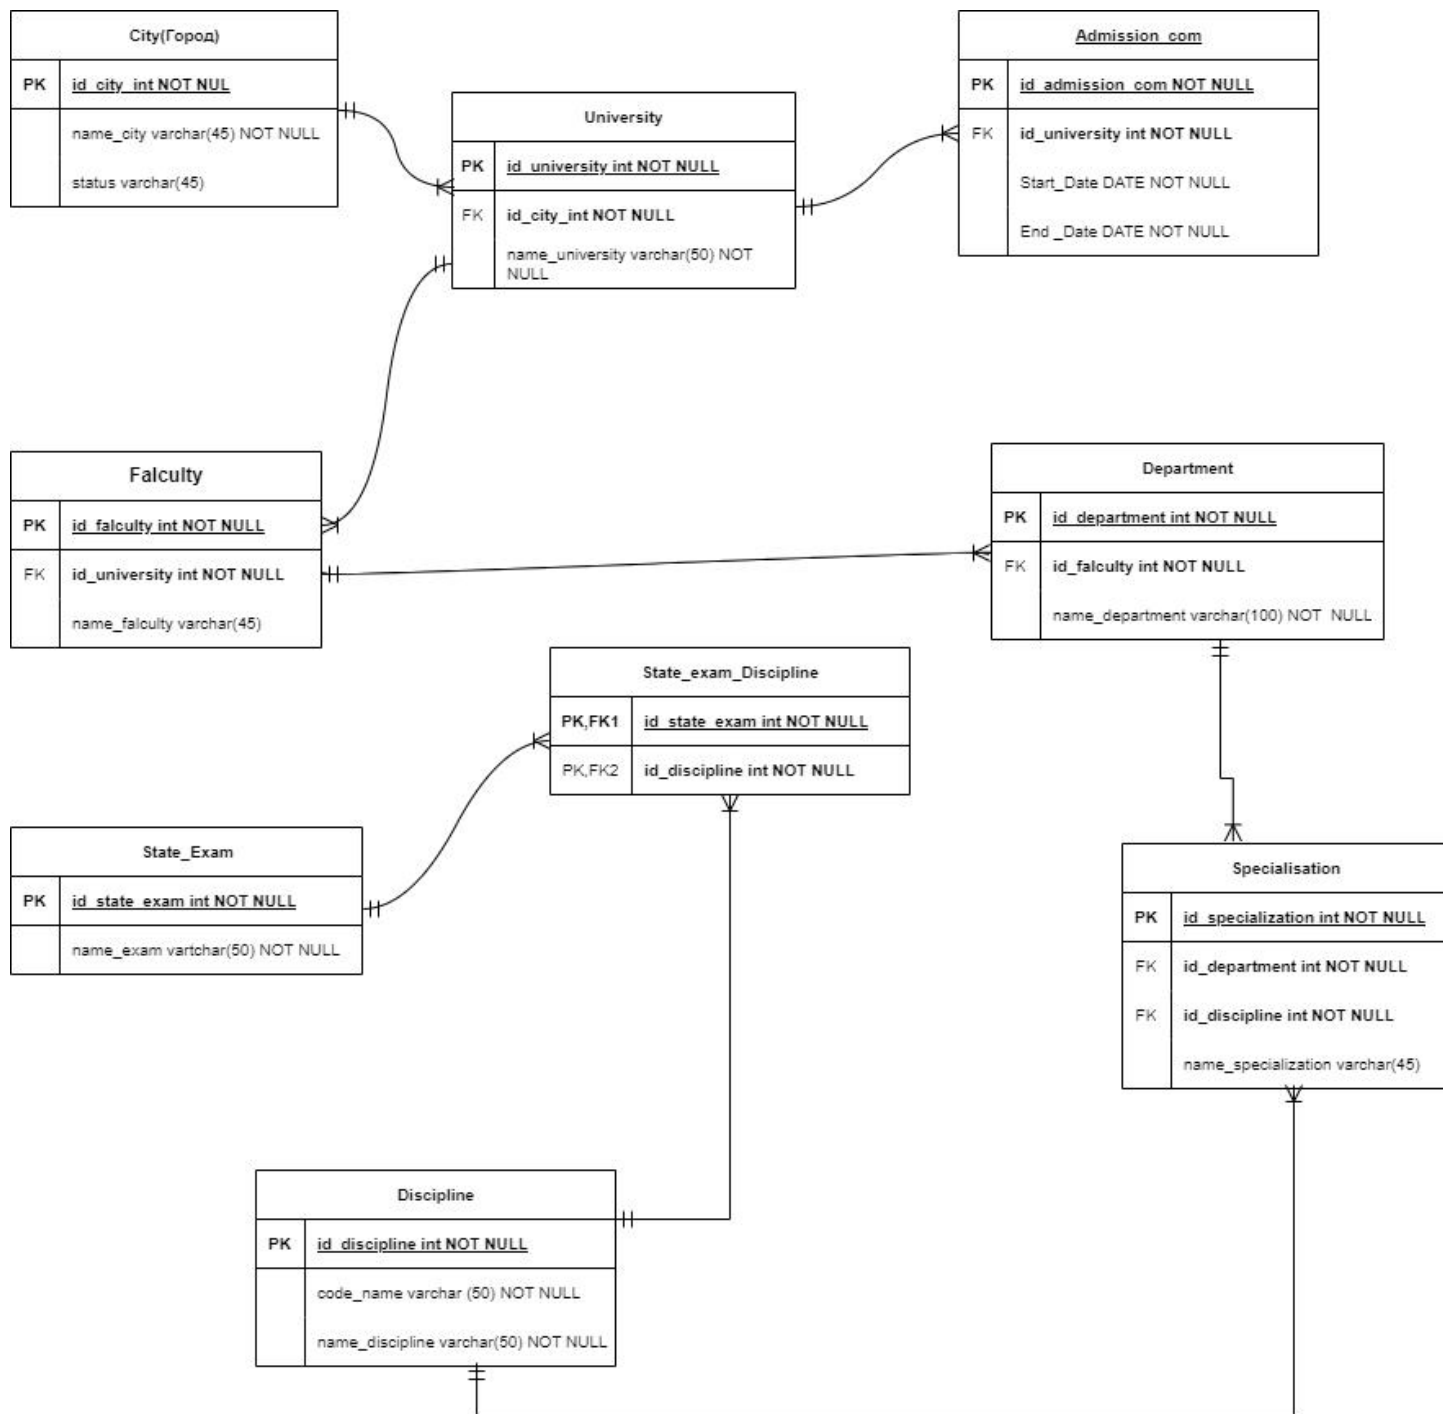 City(Город)
PK id_city_int NOT NUL
name_city varchar(45) NOT NULL
status varchar(45)
University
PK id_university int NOT NULL
FK id_city_int NOT NULL
name_university varchar(50) NOT
NULL
Admission_com
PK id_admission_com NOT NULL
FK id_university int NOT NULL
Start_Date DATE NOT NULL
End _Date DATE NOT NULL
Falculty
PK id_falculty int NOT NULL
FK id_university int NOT NULL
name_falculty varchar(45)
Department
PK id_department int NOT NULL
FK id_falculty int NOT NULL
name_department varchar(100) NOT NULL
State_exam_Discipline
PK,FK1 id_state_exam int NOT NULL
PK,FK2 id_discipline int NOT NULL
State_Exam
PK id_state_exam int NOT NULL
name_exam vartchar(50) NOT NULL
Specialisation
PK id_specialization int NOT NULL
FK id_department int NOT NULL
FK id_discipline int NOT NULL
name_specialization varchar(45)
Discipline
PK id_discipline int NOT NULL
code_name varchar (50) NOT NULL
name_discipline varchar(50) NOT NULL